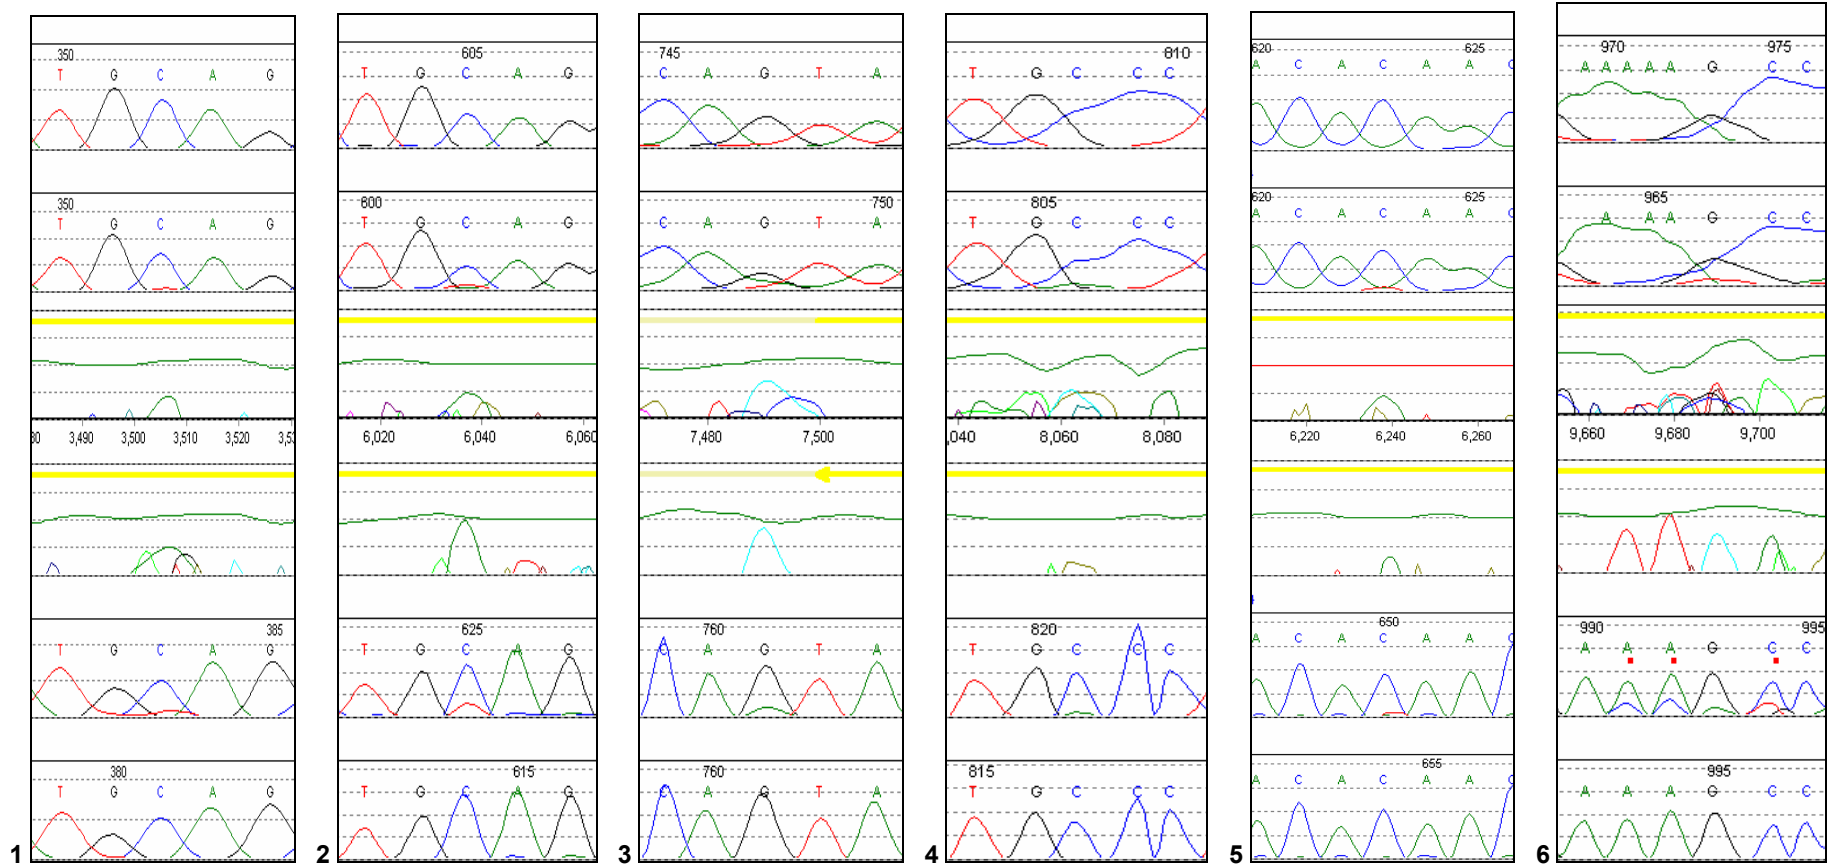 350
T G C A G
350
T G C A G
3,490 3,500 3,510 3,520
385
T G C A G
380
T G C A G
1
605
T G C A G
600
T G C A G
6,020 6,040 6,060
625
T G C A G
615
T G C A G
2
745
C A G T A
750
C A G T A
7,480 7,500
760
C A G T A
760
C A G T A
3
810
T G C C C
805
T G C C C
8,060 8,080
820
T G C C C
815
T G C C C
4
620 625
A C A C A A C
620 625
A C A C A A C
6,220 6,240 6,260
650
A C A C A A C
655
A C A C A A C
5
970 975
A A A A A G C C
965
A A A G C C
9,660 9,680 9,700
990 995
A A A G C C
995
A A A G C C
6